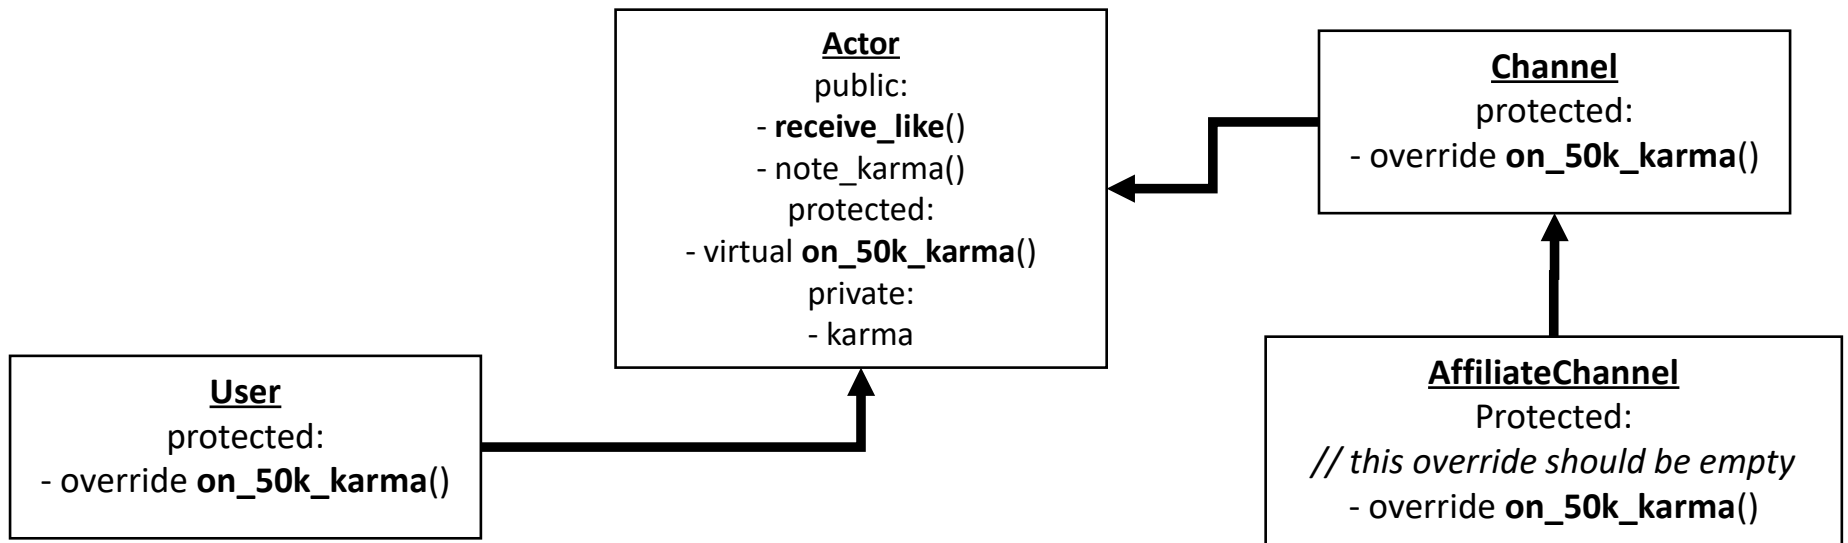 Actor
public:
- receive_like()
- note_karma()
protected:
- virtual on_50k_karma()
private:
- karma
Channel
protected:
- override on_50k_karma()
User
protected:
- override on_50k_karma()
AffiliateChannel
Protected:
// this override should be empty
- override on_50k_karma()